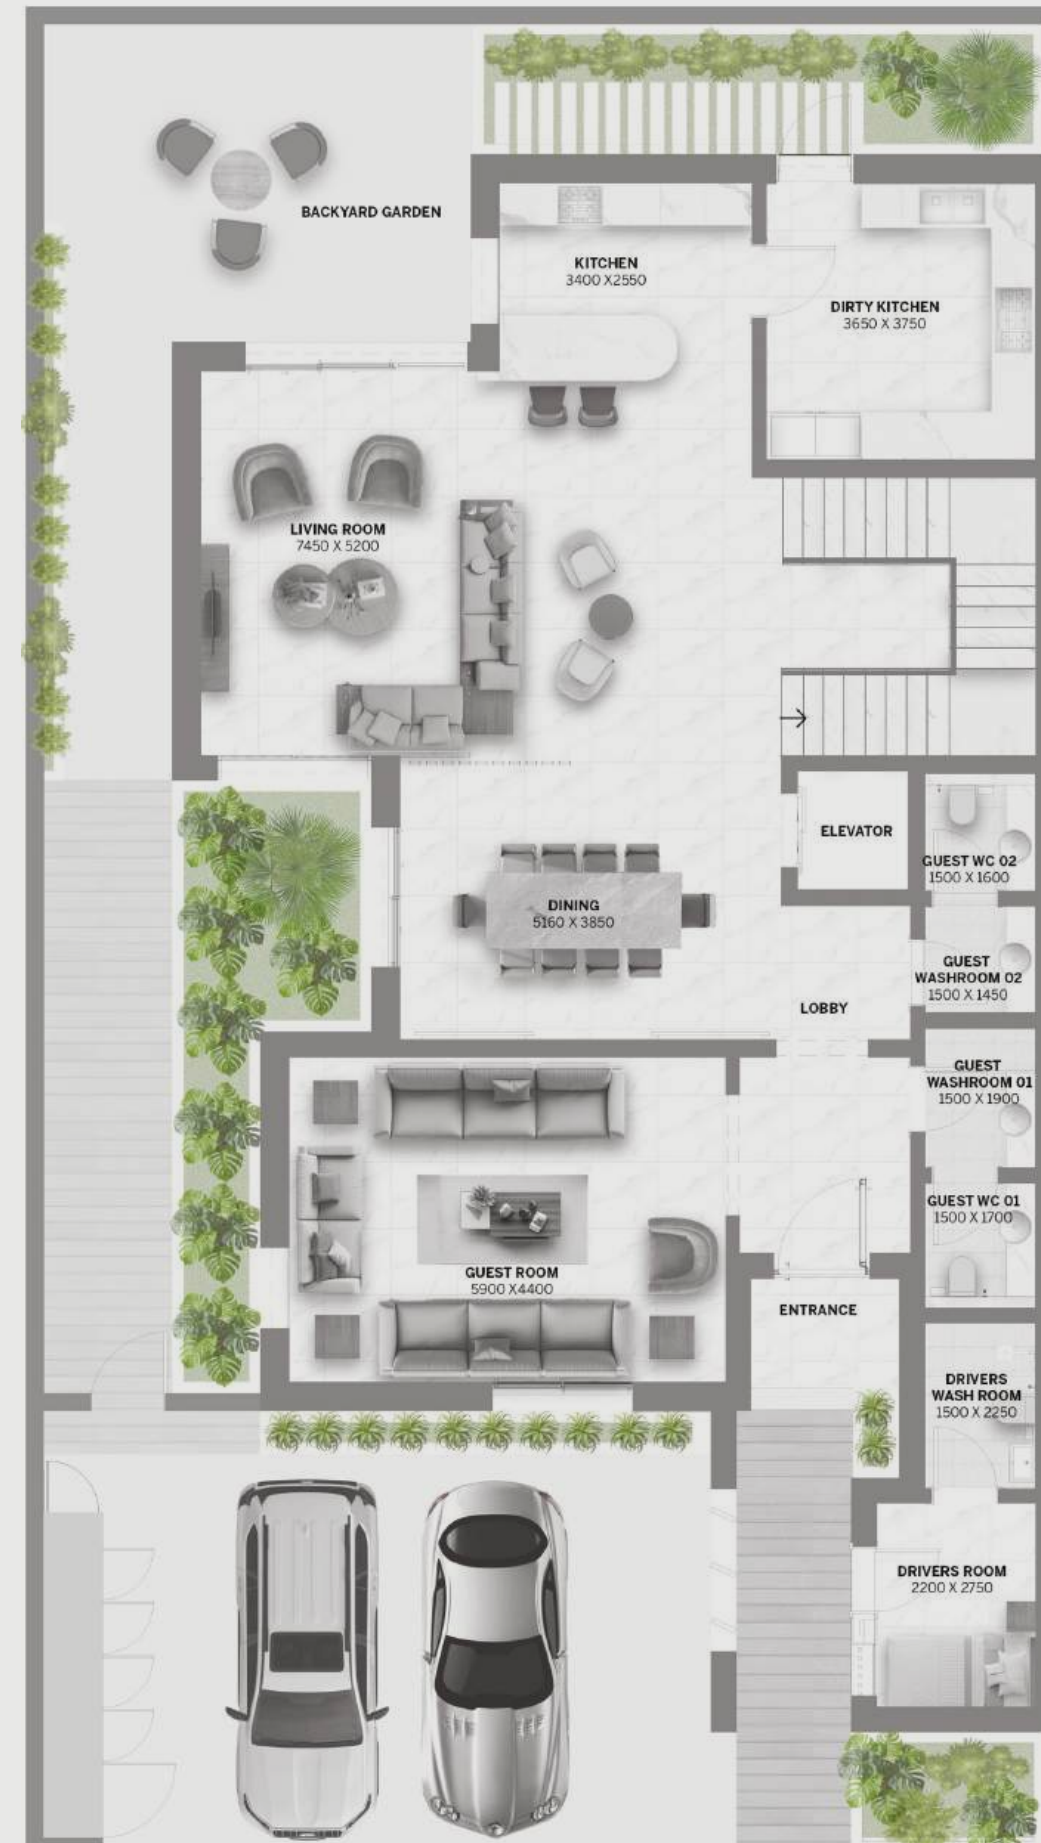 BACKYARD GARDEN
KITCHEN
3400 X2550
DIRTY KITCHEN
3650 X 3750
LIVING ROOM
7450 X 5200
ELEVATOR
GUEST WC 02
1500 X 1600
DINING
5160 X 3850
GUEST
WASHROOM 02
1500 X 1450
LOBBY
GUEST
WASHROOM 01
1500 X 1900
GUEST WC 01
1500 X 1700
GUEST ROOM
5900 X4400
ENTRANCE
DRIVERS
WASH ROOM
1500 X 2250
DRIVERS ROOM
2200 X 2750